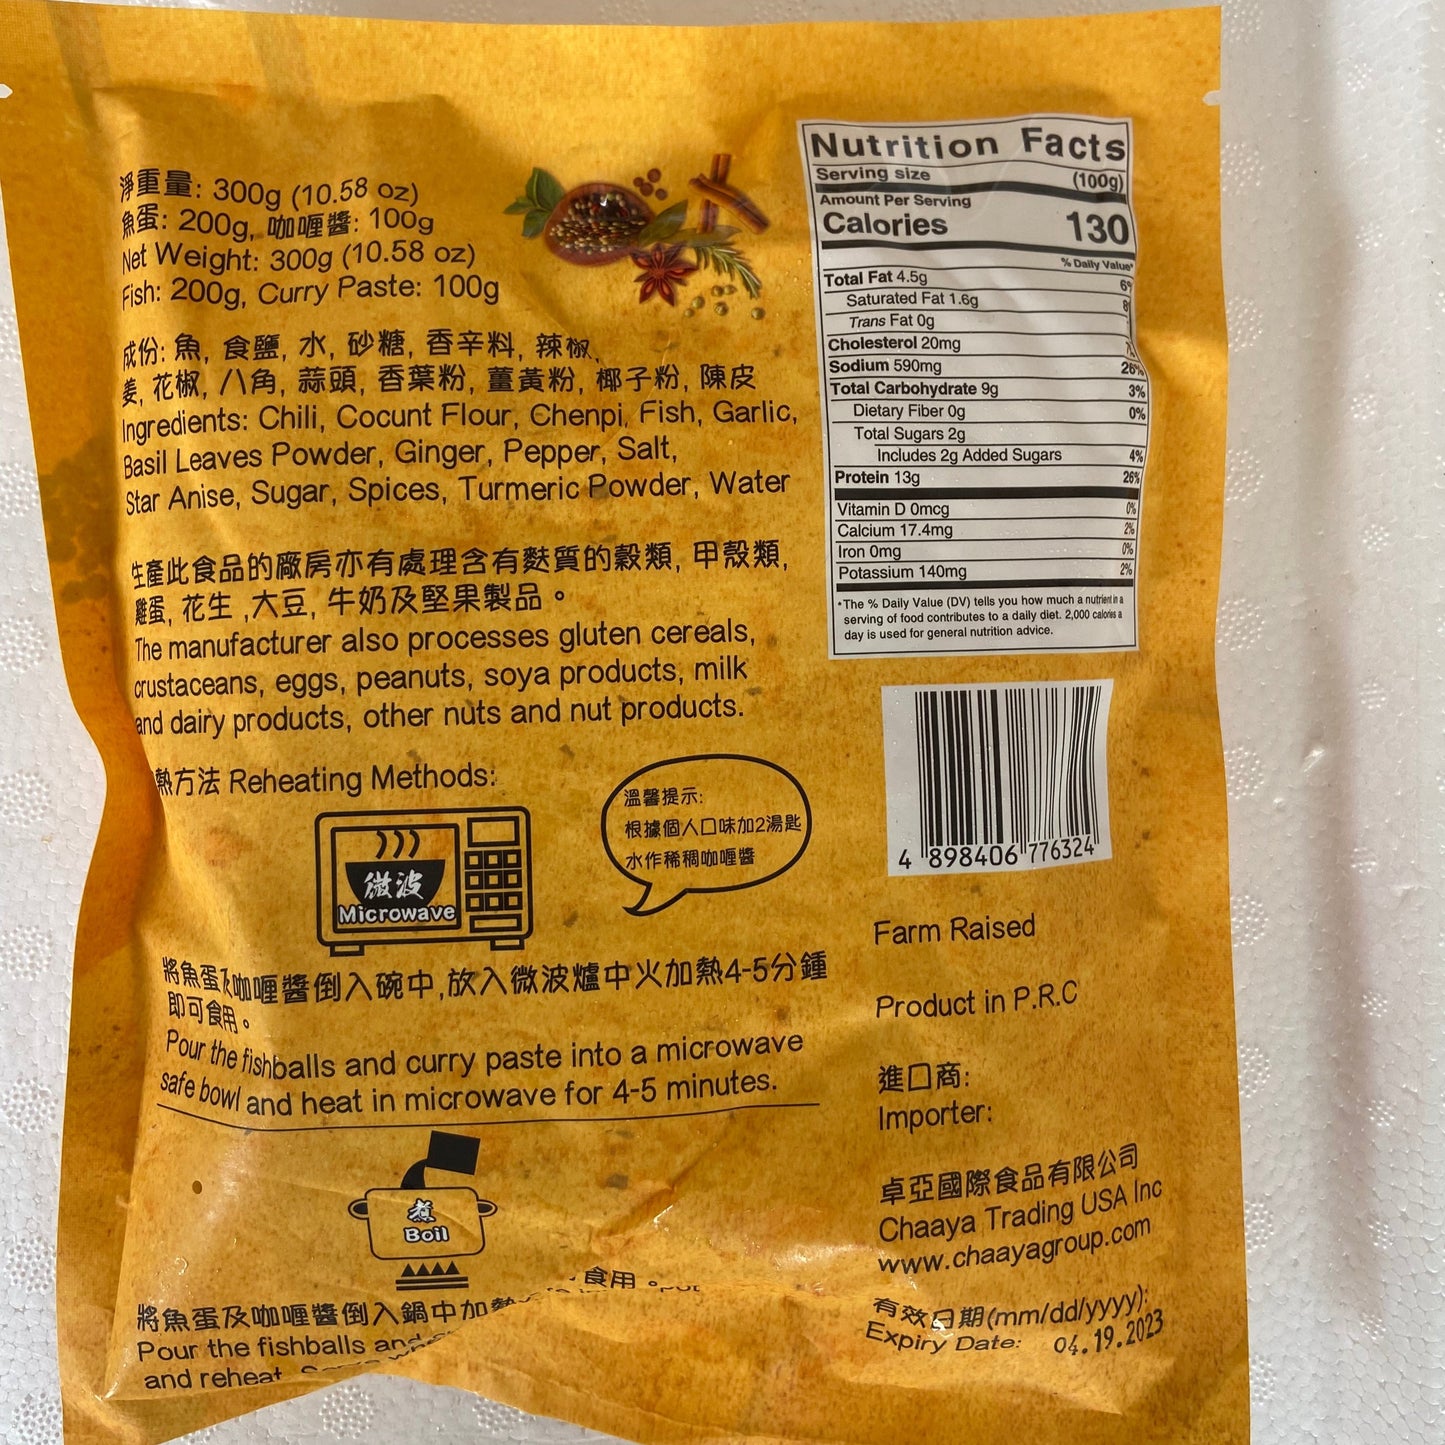 淨重量: 300g (10.58 oz)
魚蛋: 200g, 咖喱醬: 100g
Net Weight: 300g (10.58 oz)
Fish: 200g, Curry Paste: 100g
成份: 魚, 食鹽, 水, 砂糖, 香辛料, 辣椒,
姜, 花椒, 八角, 蒜頭, 香葉粉, 薑黃粉, 椰子粉, 陳皮
Ingredients: Chili, Cocunt Flour, Chenpi, Fish, Garlic,
Basil Leaves Powder, Ginger, Pepper, Salt,
Star Anise, Sugar, Spices, Turmeric Powder, Water
生產此食品的廠房亦有處理含有麩質的穀類, 甲殼類,
雞蛋, 花生 ,大豆, 牛奶及堅果製品。
The manufacturer also processes gluten cereals,
crustaceans, eggs, peanuts, soya products, milk
and dairy products, other nuts and nut products.
熱方法 Reheating Methods:
微波
Microwave
溫馨提示:
根據個人口味加2湯匙
水作稀稠咖喱醬
將魚蛋及咖喱醬倒入碗中,放入微波爐中火加熱4-5分鍾
即可食用。
Pour the fishballs and curry paste into a microwave
safe bowl and heat in microwave for 4-5 minutes.
煮
Boil
將魚蛋及咖喱醬倒入鍋中加熱
食用。
Pour the fishballs and
and reheat
Nutrition Facts
Serving size (100g)
Amount Per Serving
Calories 130
% Daily Value*
Total Fat 4.5g 6%
Saturated Fat 1.6g 8
Trans Fat 0g
Cholesterol 20mg 7%
Sodium 590mg 26%
Total Carbohydrate 9g 3%
Dietary Fiber 0g 0%
Total Sugars 2g
Includes 2g Added Sugars 4%
Protein 13g 26%
Vitamin D 0mcg 0%
Calcium 17.4mg 2%
Iron 0mg 0%
Potassium 140mg 2%
*The % Daily Value (DV) tells you how much a nutrient in a
serving of food contributes to a daily diet. 2,000 calories a
day is used for general nutrition advice.
4 898406 776324
Farm Raised
Product in P.R.C
進口商:
Importer:
卓亞國際食品有限公司
Chaaya Trading USA Inc
www.chaayagroup.com
有效日期(mm/dd/yyyy):
Expiry Date: 04.19.2023